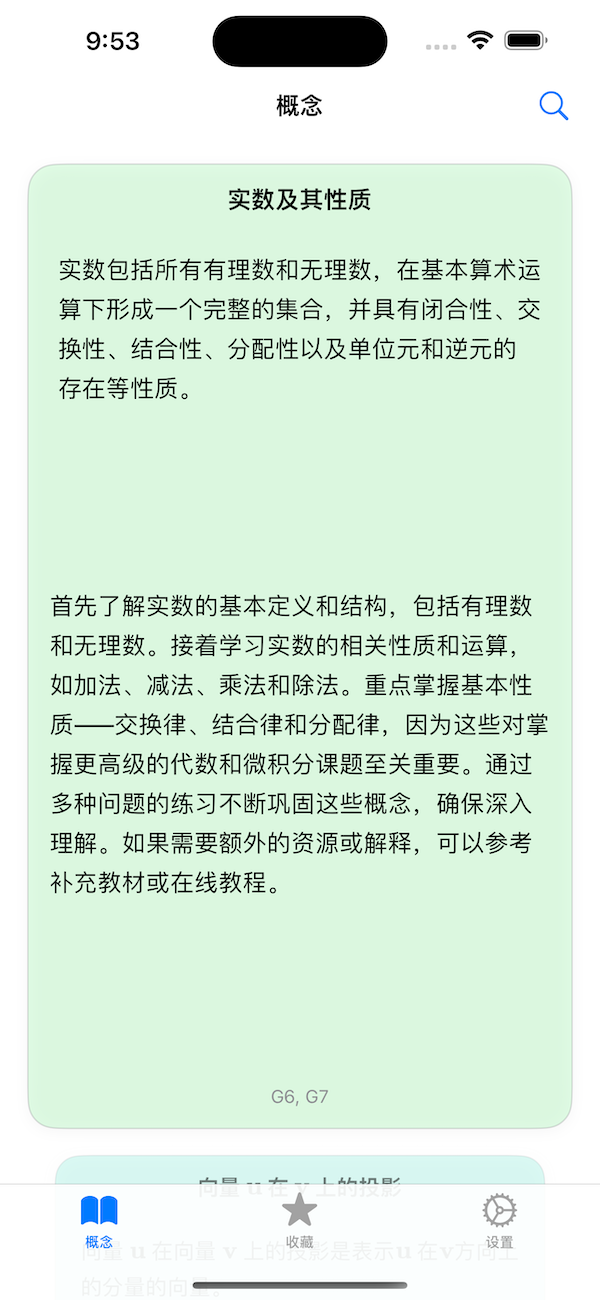 9:53
概念
实数及其性质
实数包括所有有理数和无理数，在基本算术运
算下形成一个完整的集合，并具有闭合性、交
换性、结合性、分配性以及单位元和逆元的
存在等性质。
首先了解实数的基本定义和结构，包括有理数
和无理数。接着学习实数的相关性质和运算，
如加法、减法、乘法和除法。重点掌握基本性
质——交换律、结合律和分配律，因为这些对掌
握更高级的代数和微积分课题至关重要。通过
多种问题的练习不断巩固这些概念，确保深入
理解。如果需要额外的资源或解释，可以参考
补充教材或在线教程。
G6, G7
向量 u 在 v 上的投影
向量 u 在向量 v 上的投影是表示u 在v方向上
的分量的向量。
概念
收藏
设置